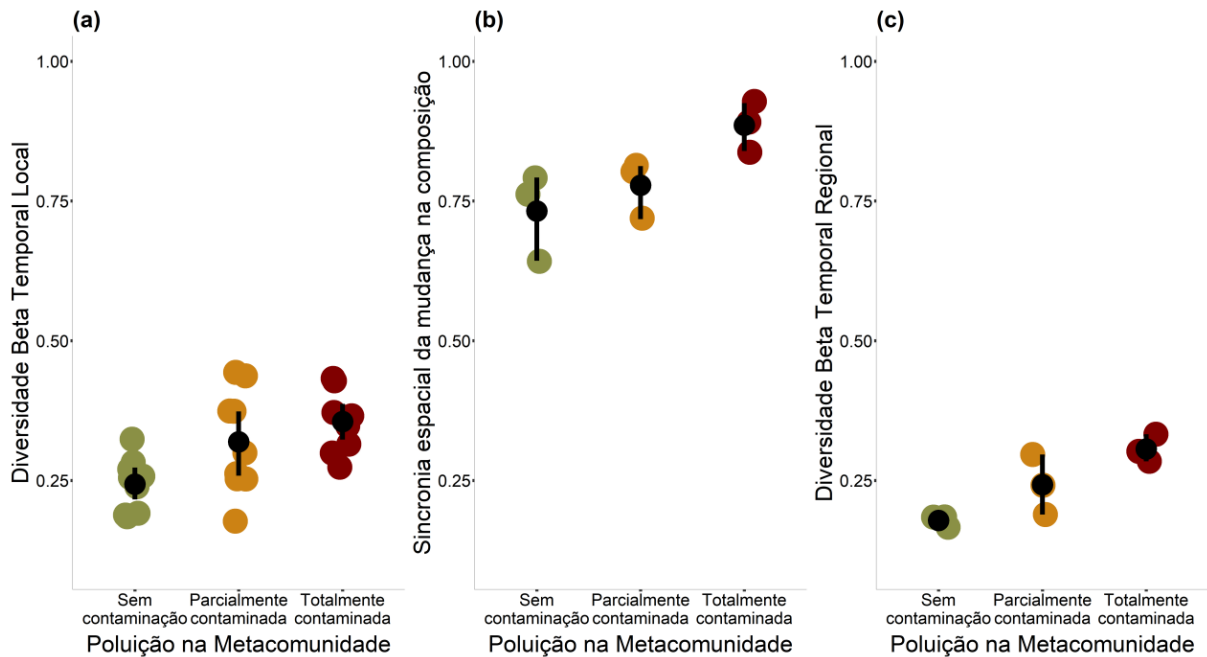 (a)
Diversidade Beta Temporal Local
1.00
0.75
0.50
0.25
Sem
contaminação
Parcialmente
contaminada
Totalmente
contaminada
Poluição na Metacomunidade
(b)
Sincronia espacial da mudança na composição
1.00
0.75
0.50
0.25
Sem
contaminação
Parcialmente
contaminada
Totalmente
contaminada
Poluição na Metacomunidade
(c)
Diversidade Beta Temporal Regional
1.00
0.75
0.50
0.25
Sem
contaminação
Parcialmente
contaminada
Totalmente
contaminada
Poluição na Metacomunidade